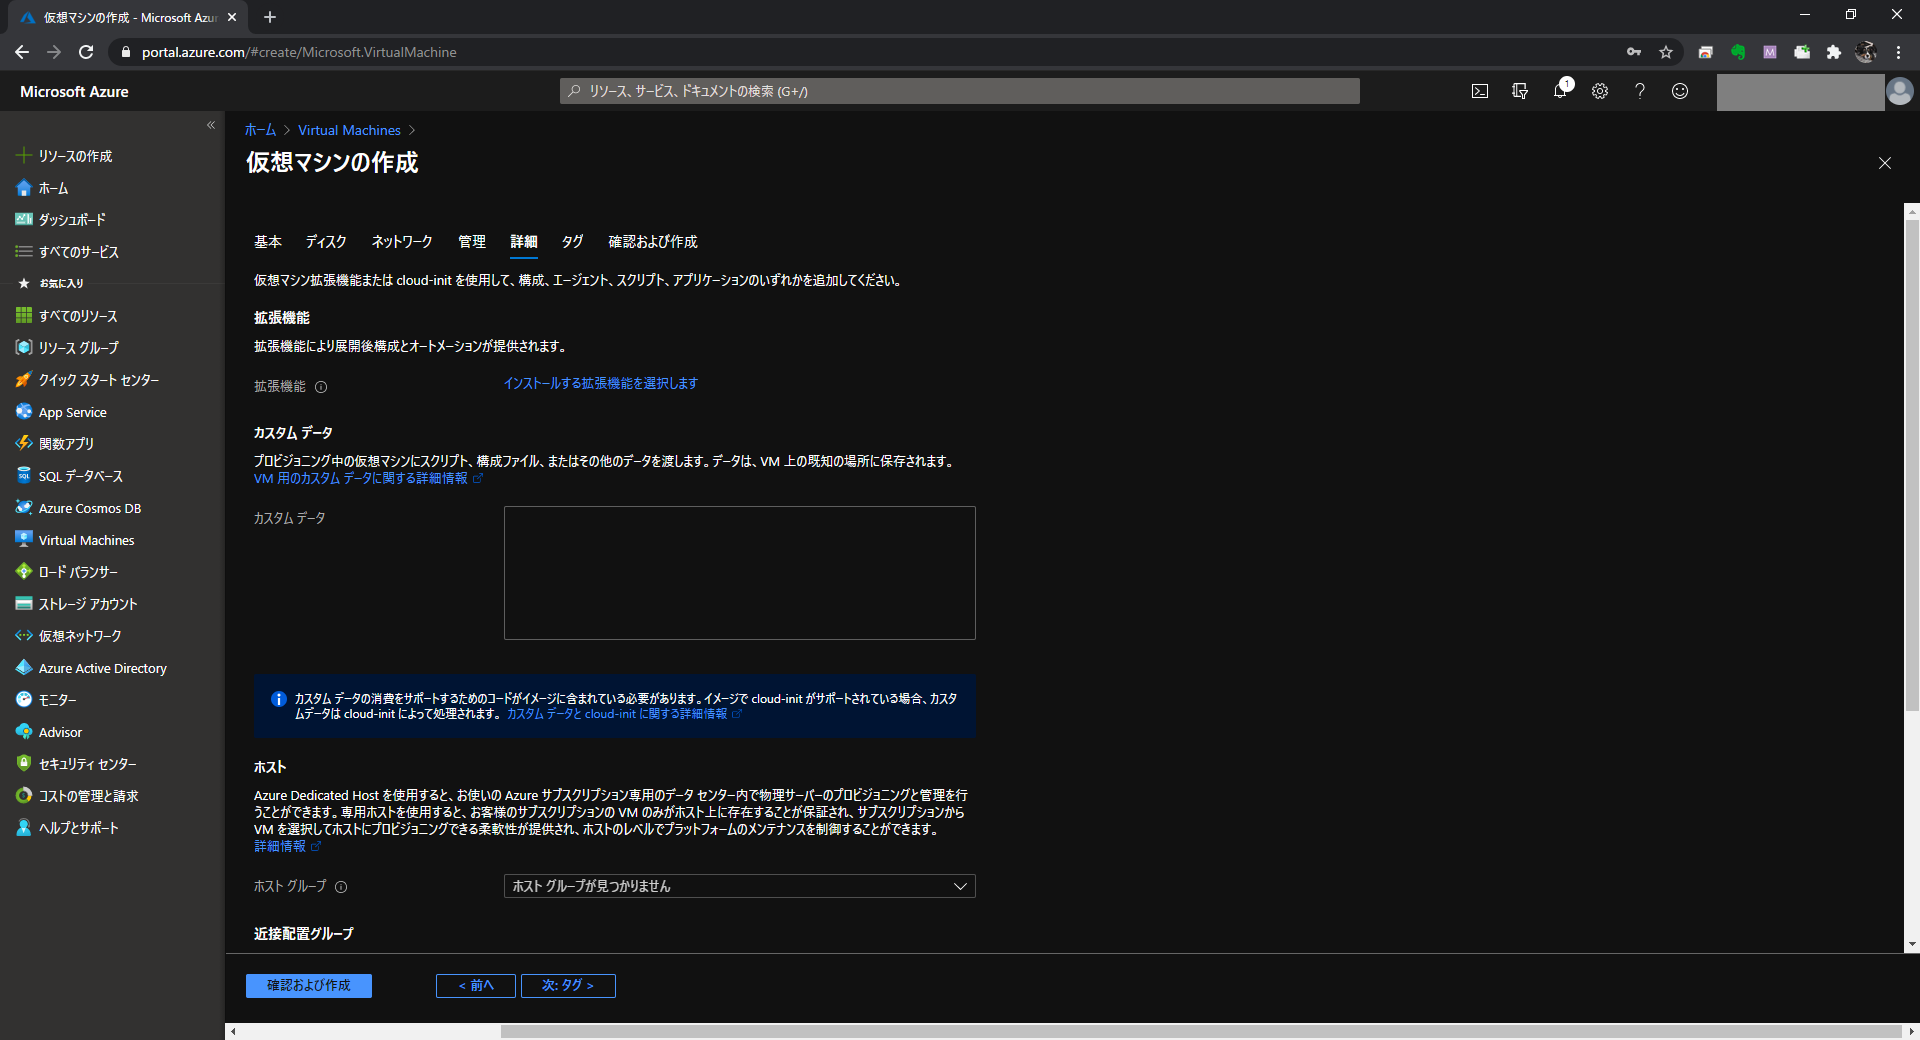 仮想マシンの作成 - Microsoft Azur
portal.azure.com/#create/Microsoft.VirtualMachine
Microsoft Azure
リソース、サービス、ドキュメントの検索 (G+/)
1
リソースの作成
ホーム
ダッシュボード
すべてのサービス
お気に入り
すべてのリソース
リソース グループ
クイック スタート センター
App Service
関数アプリ
SQL データベース
Azure Cosmos DB
Virtual Machines
ロード バランサー
ストレージ アカウント
仮想ネットワーク
Azure Active Directory
モニター
Advisor
セキュリティ センター
コストの管理と請求
ヘルプとサポート
ホーム > Virtual Machines >
仮想マシンの作成
基本 ディスク ネットワーク 管理 詳細 タグ 確認および作成
仮想マシン拡張機能または cloud-init を使用して、構成、エージェント、スクリプト、アプリケーションのいずれかを追加してください。
拡張機能
拡張機能により展開後構成とオートメーションが提供されます。
拡張機能
インストールする拡張機能を選択します
カスタム データ
プロビジョニング中の仮想マシンにスクリプト、構成ファイル、またはその他のデータを渡します。データは、VM 上の既知の場所に保存されます。
VM 用のカスタム データに関する詳細情報
カスタム データ
カスタム データの消費をサポートするためのコードがイメージに含まれている必要があります。イメージで cloud-init がサポートされている場合、カスタ
ムデータは cloud-init によって処理されます。 カスタム データと cloud-init に関する詳細情報
ホスト
Azure Dedicated Host を使用すると、お使いの Azure サブスクリプション専用のデータ センター内で物理サーバーのプロビジョニングと管理を行
うことができます。専用ホストを使用すると、お客様のサブスクリプションの VM のみがホスト上に存在することが保証され、サブスクリプションから
VM を選択してホストにプロビジョニングできる柔軟性が提供され、ホストのレベルでプラットフォームのメンテナンスを制御することができます。
詳細情報
ホスト グループ
ホスト グループが見つかりません
近接配置グループ
確認および作成
< 前へ
次: タグ >